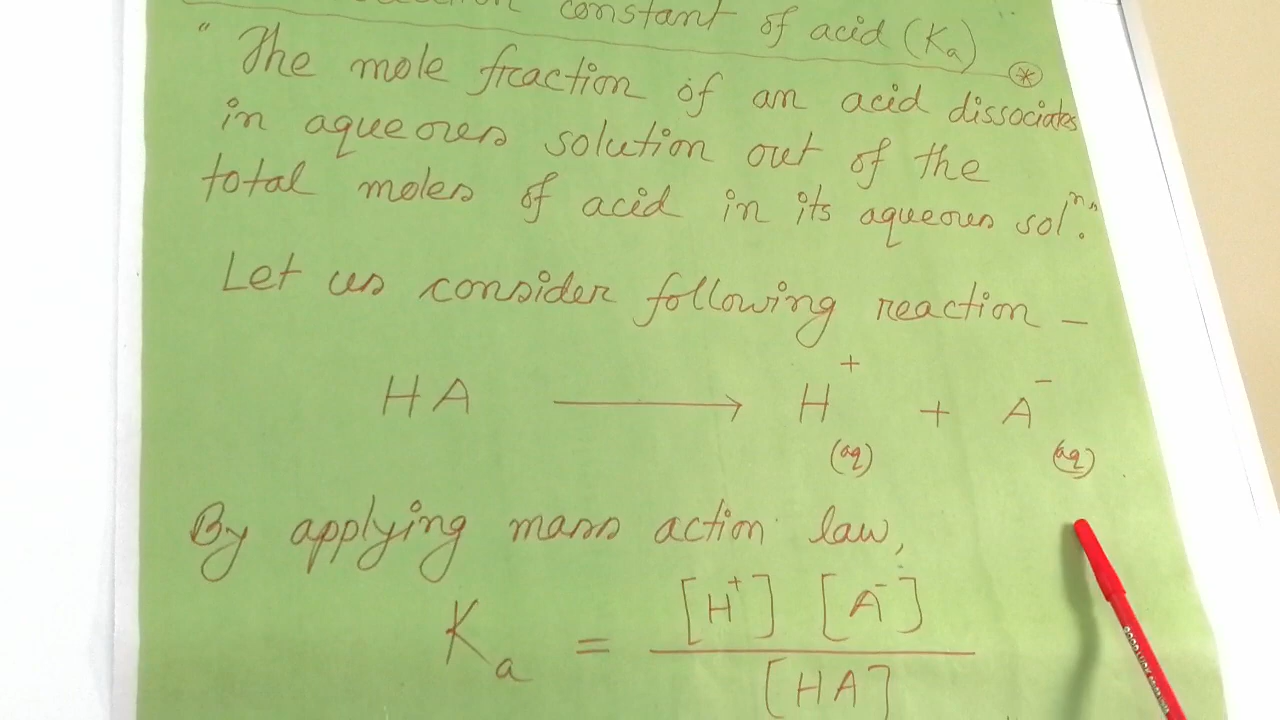 constant of acid (Ka)
" The mole fraction of an acid dissociates
in aqueous solution out of the
total moles of acid in its aqueous solⁿ."
Let us consider following reaction –
HA ⟶ H⁺(aq) + A⁻(aq)
By applying mass action law,
Ka = [H⁺] [A⁻]
[HA]